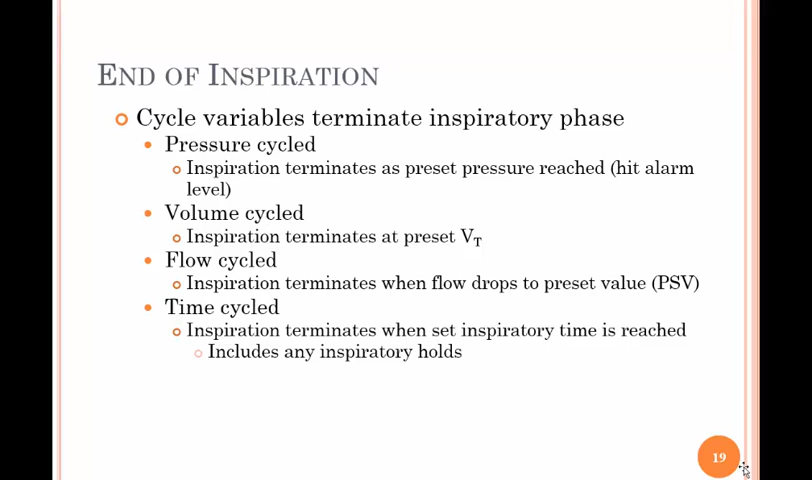 END OF INSPIRATION
Cycle variables terminate inspiratory phase
Pressure cycled
Inspiration terminates as preset pressure reached (hit alarm
level)
Volume cycled
Inspiration terminates at preset VT
Flow cycled
Inspiration terminates when flow drops to preset value (PSV)
Time cycled
Inspiration terminates when set inspiratory time is reached
Includes any inspiratory holds
19